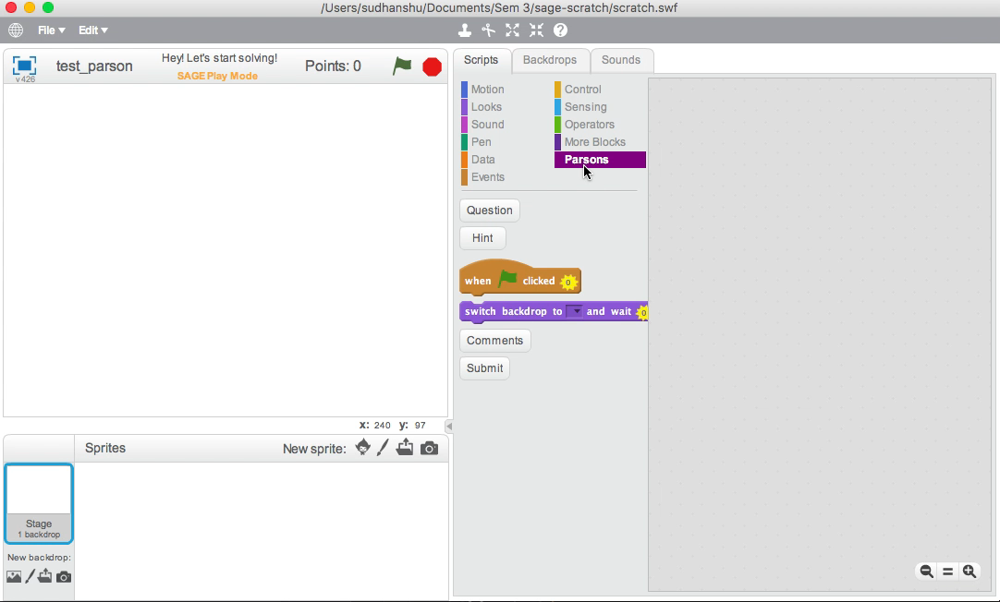 /Users/sudhanshu/Documents/Sem 3/sage-scratch/scratch.swf
File Edit
v426
test_parson
Hey! Let's start solving!
SAGE Play Mode
Points: 0
Scripts
Backdrops
Sounds
Motion
Looks
Sound
Pen
Data
Events
Control
Sensing
Operators
More Blocks
Parsons
Question
Hint
when clicked 0
switch backdrop to and wait 0
Comments
Submit
x: 240 y: 97
Sprites
New sprite:
Stage
1 backdrop
New backdrop: